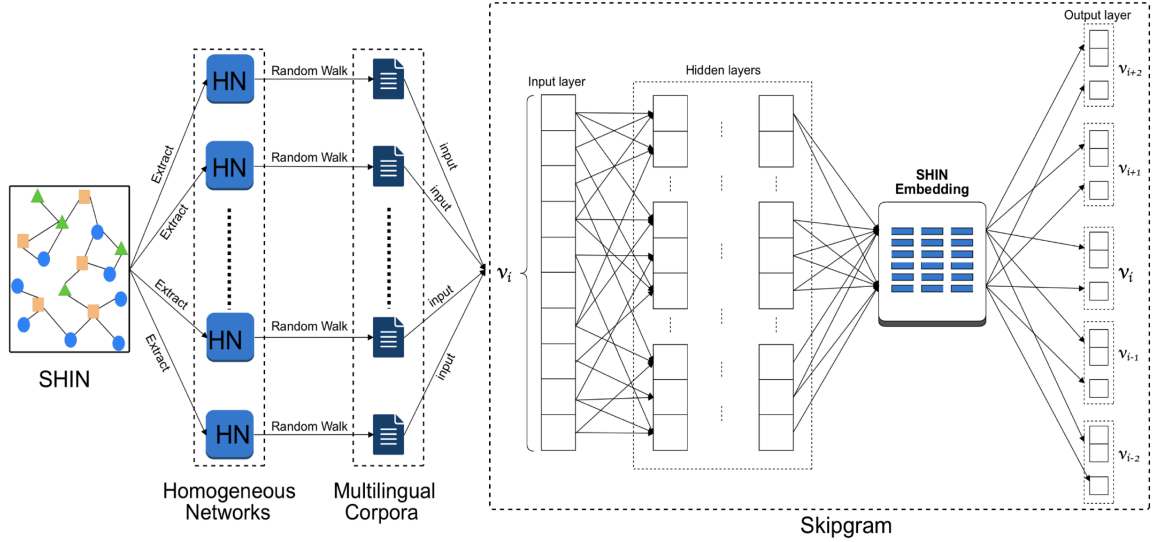 SHIN
Extract
Extract
Extract
Extract
HN
HN
HN
HN
Homogeneous
Networks
Random Walk
Random Walk
Random Walk
Random Walk
Multilingual
Corpora
input
input
input
input
νi
Input layer
Hidden layers
SHIN
Embedding
Output layer
νi+2
νi+1
νi
νi-1
νi-2
Skipgram